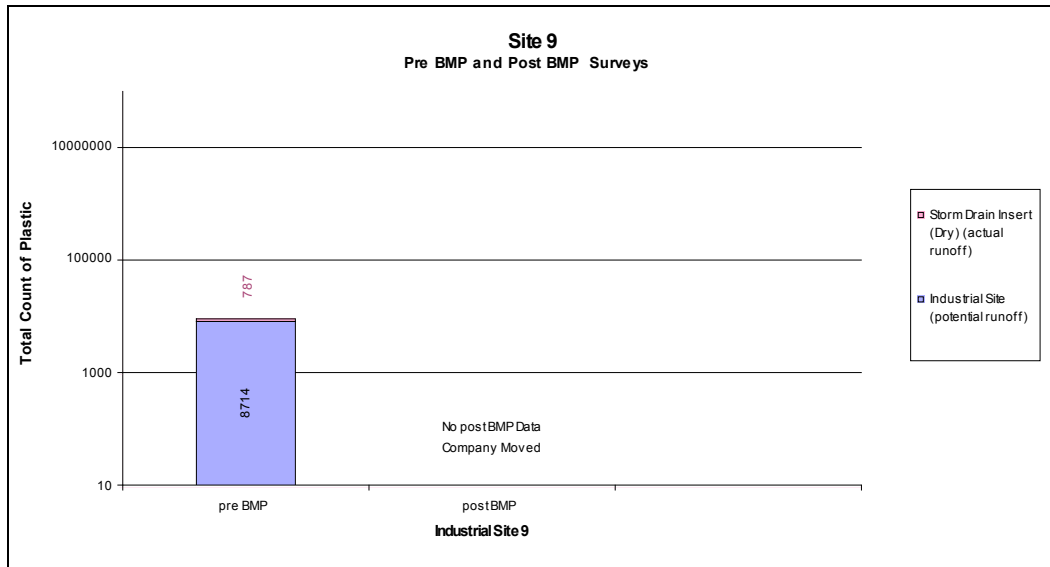 Site 9
Pre BMP and Post BMP Surveys
Total Count of Plastic
10000000
100000
1000
10
787
8714
No post BMP Data
Company Moved
pre BMP
post BMP
Industrial Site 9
Storm Drain Insert
(Dry) (actual
runoff)
Industrial Site
(potential runoff)